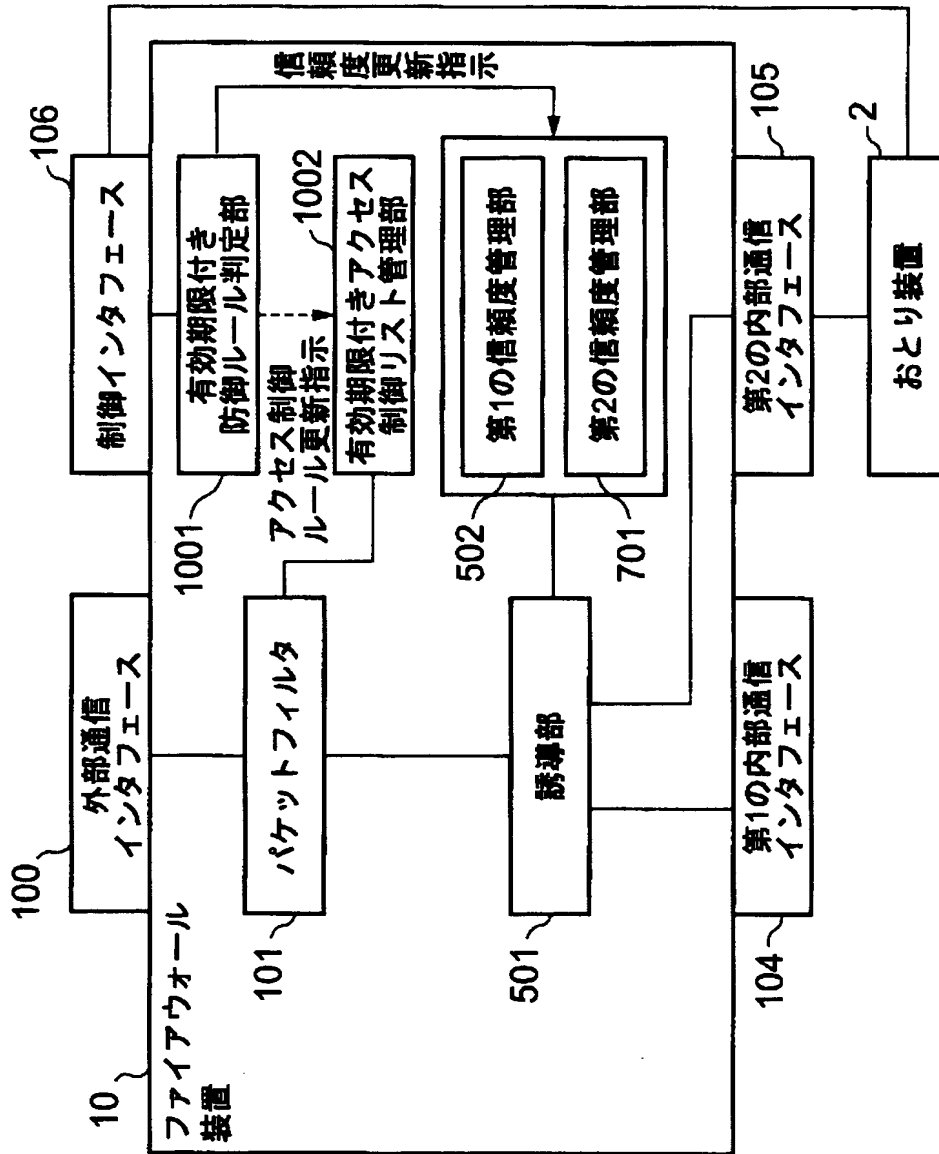 10
ファイアウォール
装置
100
外部通信
インタフェース
106
制御インタフェース
101
パケットフィルタ
1001
有効期限付き
防御ルール判定部
信頼度更新指示
アクセス制御
ルール更新指示
1002
有効期限付きアクセス
制御リスト管理部
501
誘導部
502
第1の信頼度管理部
701
第2の信頼度管理部
104
第1の内部通信
インタフェース
105
第2の内部通信
インタフェース
2
おとり装置